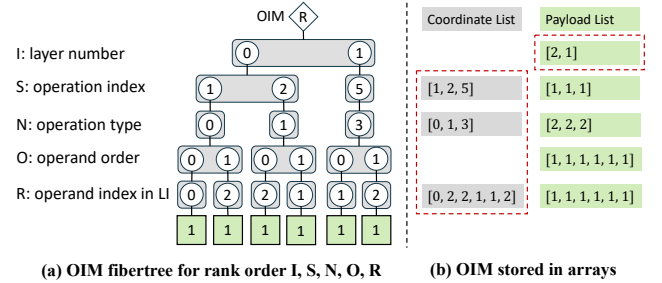 OIM R
I: layer number
0 1
S: operation index
1 2 5
N: operation type
0 1 3
O: operand order
0 1 0 1 0 1
R: operand index in LI
0 2 2 1 1 2
1 1 1 1 1 1
(a) OIM fibertree for rank order I, S, N, O, R
Coordinate List Payload List
[2, 1]
[1, 2, 5] [1, 1, 1]
[0, 1, 3] [2, 2, 2]
[1, 1, 1, 1, 1, 1]
[0, 2, 2, 1, 1, 2] [1, 1, 1, 1, 1, 1]
(b) OIM stored in arrays